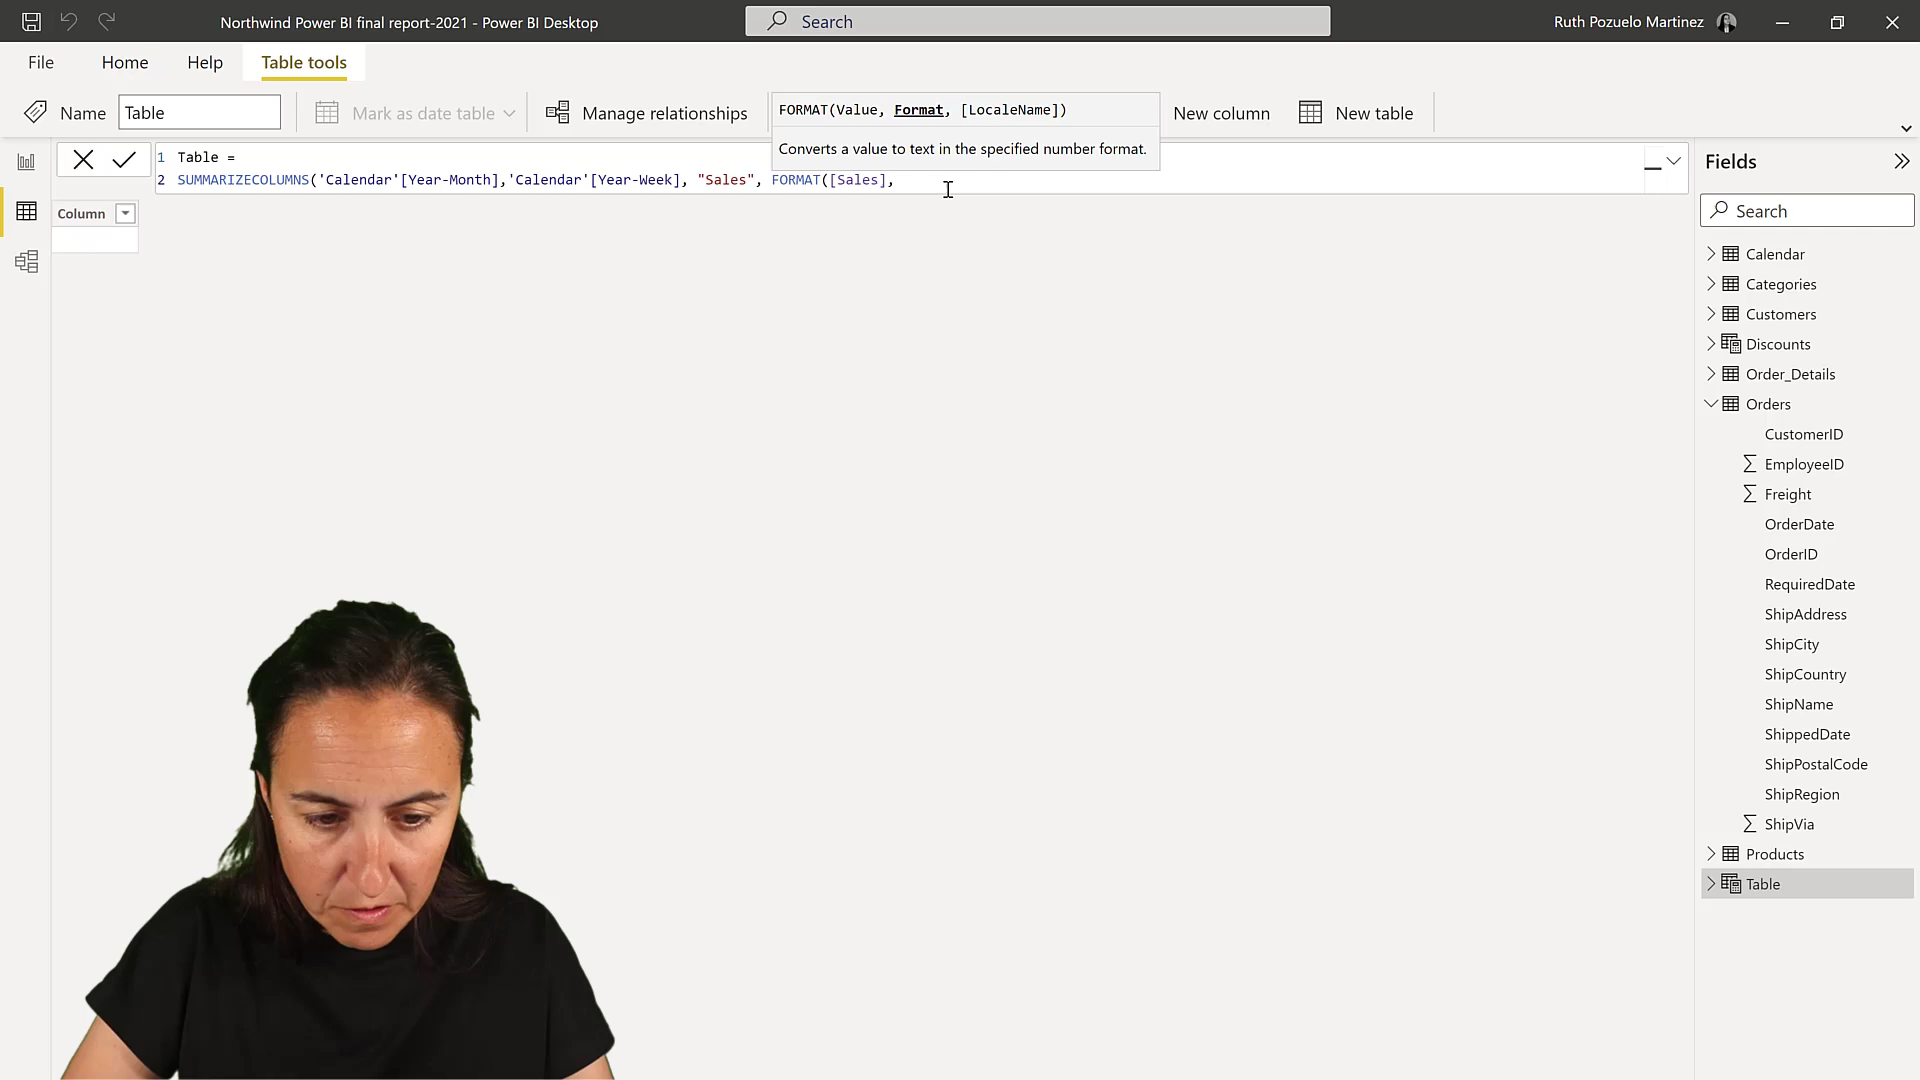 Northwind Power BI final report-2021 - Power BI Desktop
Search
Ruth Pozuelo Martinez
File
Home
Help
Table tools
Name
Table
Mark as date table
Manage relationships
New column
New table
FORMAT(Value, Format, [LocaleName])
Converts a value to text in the specified number format.
1 Table =
2 SUMMARIZECOLUMNS('Calendar'[Year-Month],'Calendar'[Year-Week], "Sales", FORMAT([Sales],
Column
Fields
Search
Calendar
Categories
Customers
Discounts
Order_Details
Orders
CustomerID
EmployeeID
Freight
OrderDate
OrderID
RequiredDate
ShipAddress
ShipCity
ShipCountry
ShipName
ShippedDate
ShipPostalCode
ShipRegion
ShipVia
Products
Table